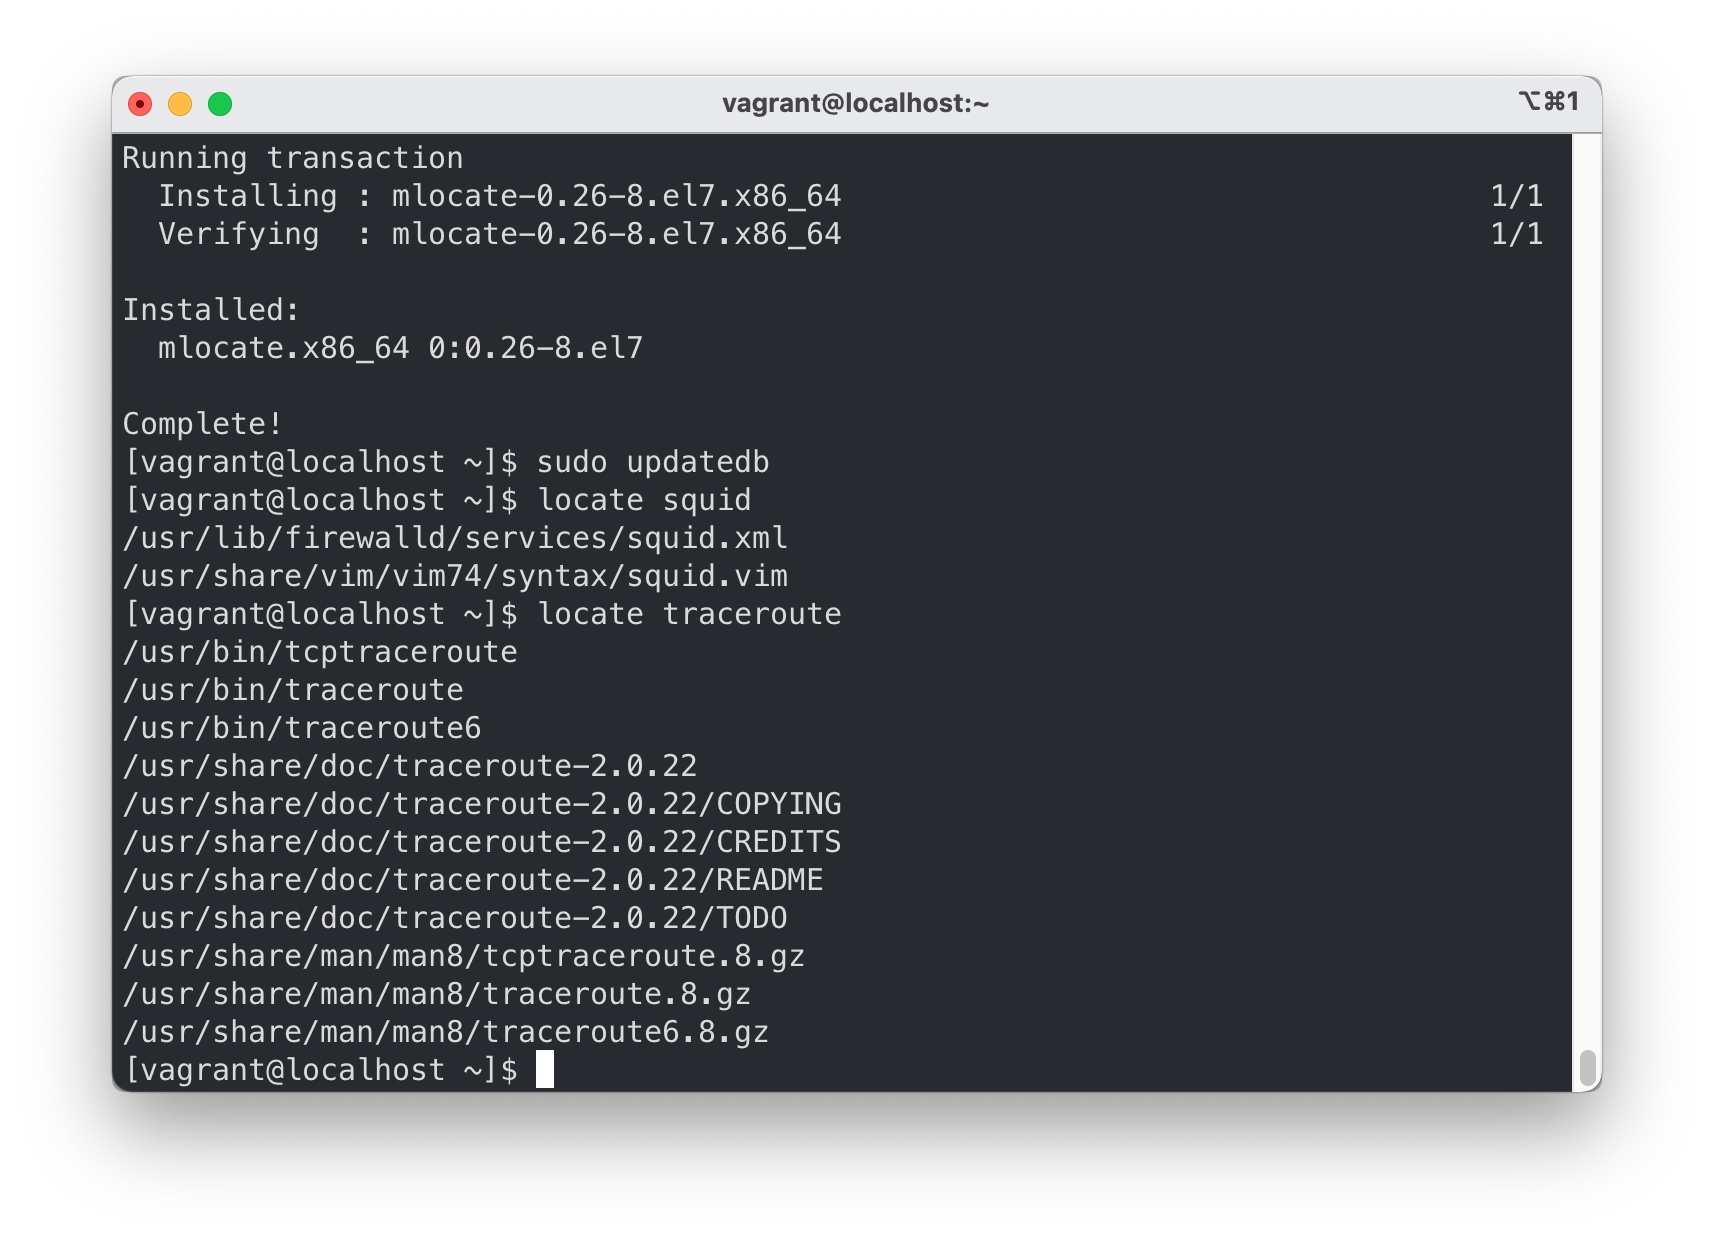 vagrant@localhost:~
⌥⌘1
Running transaction
  Installing : mlocate-0.26-8.el7.x86_64                                    1/1
  Verifying  : mlocate-0.26-8.el7.x86_64                                    1/1

Installed:
  mlocate.x86_64 0:0.26-8.el7

Complete!
[vagrant@localhost ~]$ sudo updatedb
[vagrant@localhost ~]$ locate squid
/usr/lib/firewalld/services/squid.xml
/usr/share/vim/vim74/syntax/squid.vim
[vagrant@localhost ~]$ locate traceroute
/usr/bin/tcptraceroute
/usr/bin/traceroute
/usr/bin/traceroute6
/usr/share/doc/traceroute-2.0.22
/usr/share/doc/traceroute-2.0.22/COPYING
/usr/share/doc/traceroute-2.0.22/CREDITS
/usr/share/doc/traceroute-2.0.22/README
/usr/share/doc/traceroute-2.0.22/TODO
/usr/share/man/man8/tcptraceroute.8.gz
/usr/share/man/man8/traceroute.8.gz
/usr/share/man/man8/traceroute6.8.gz
[vagrant@localhost ~]$